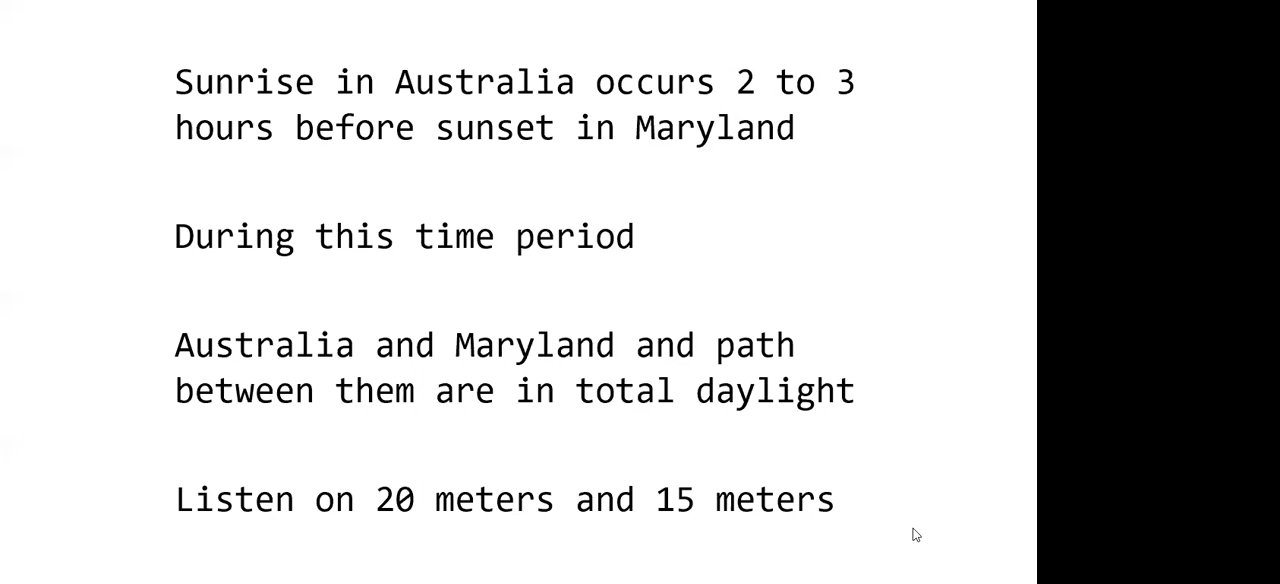 Sunrise in Australia occurs 2 to 3
hours before sunset in Maryland
During this time period
Australia and Maryland and path
between them are in total daylight
Listen on 20 meters and 15 meters